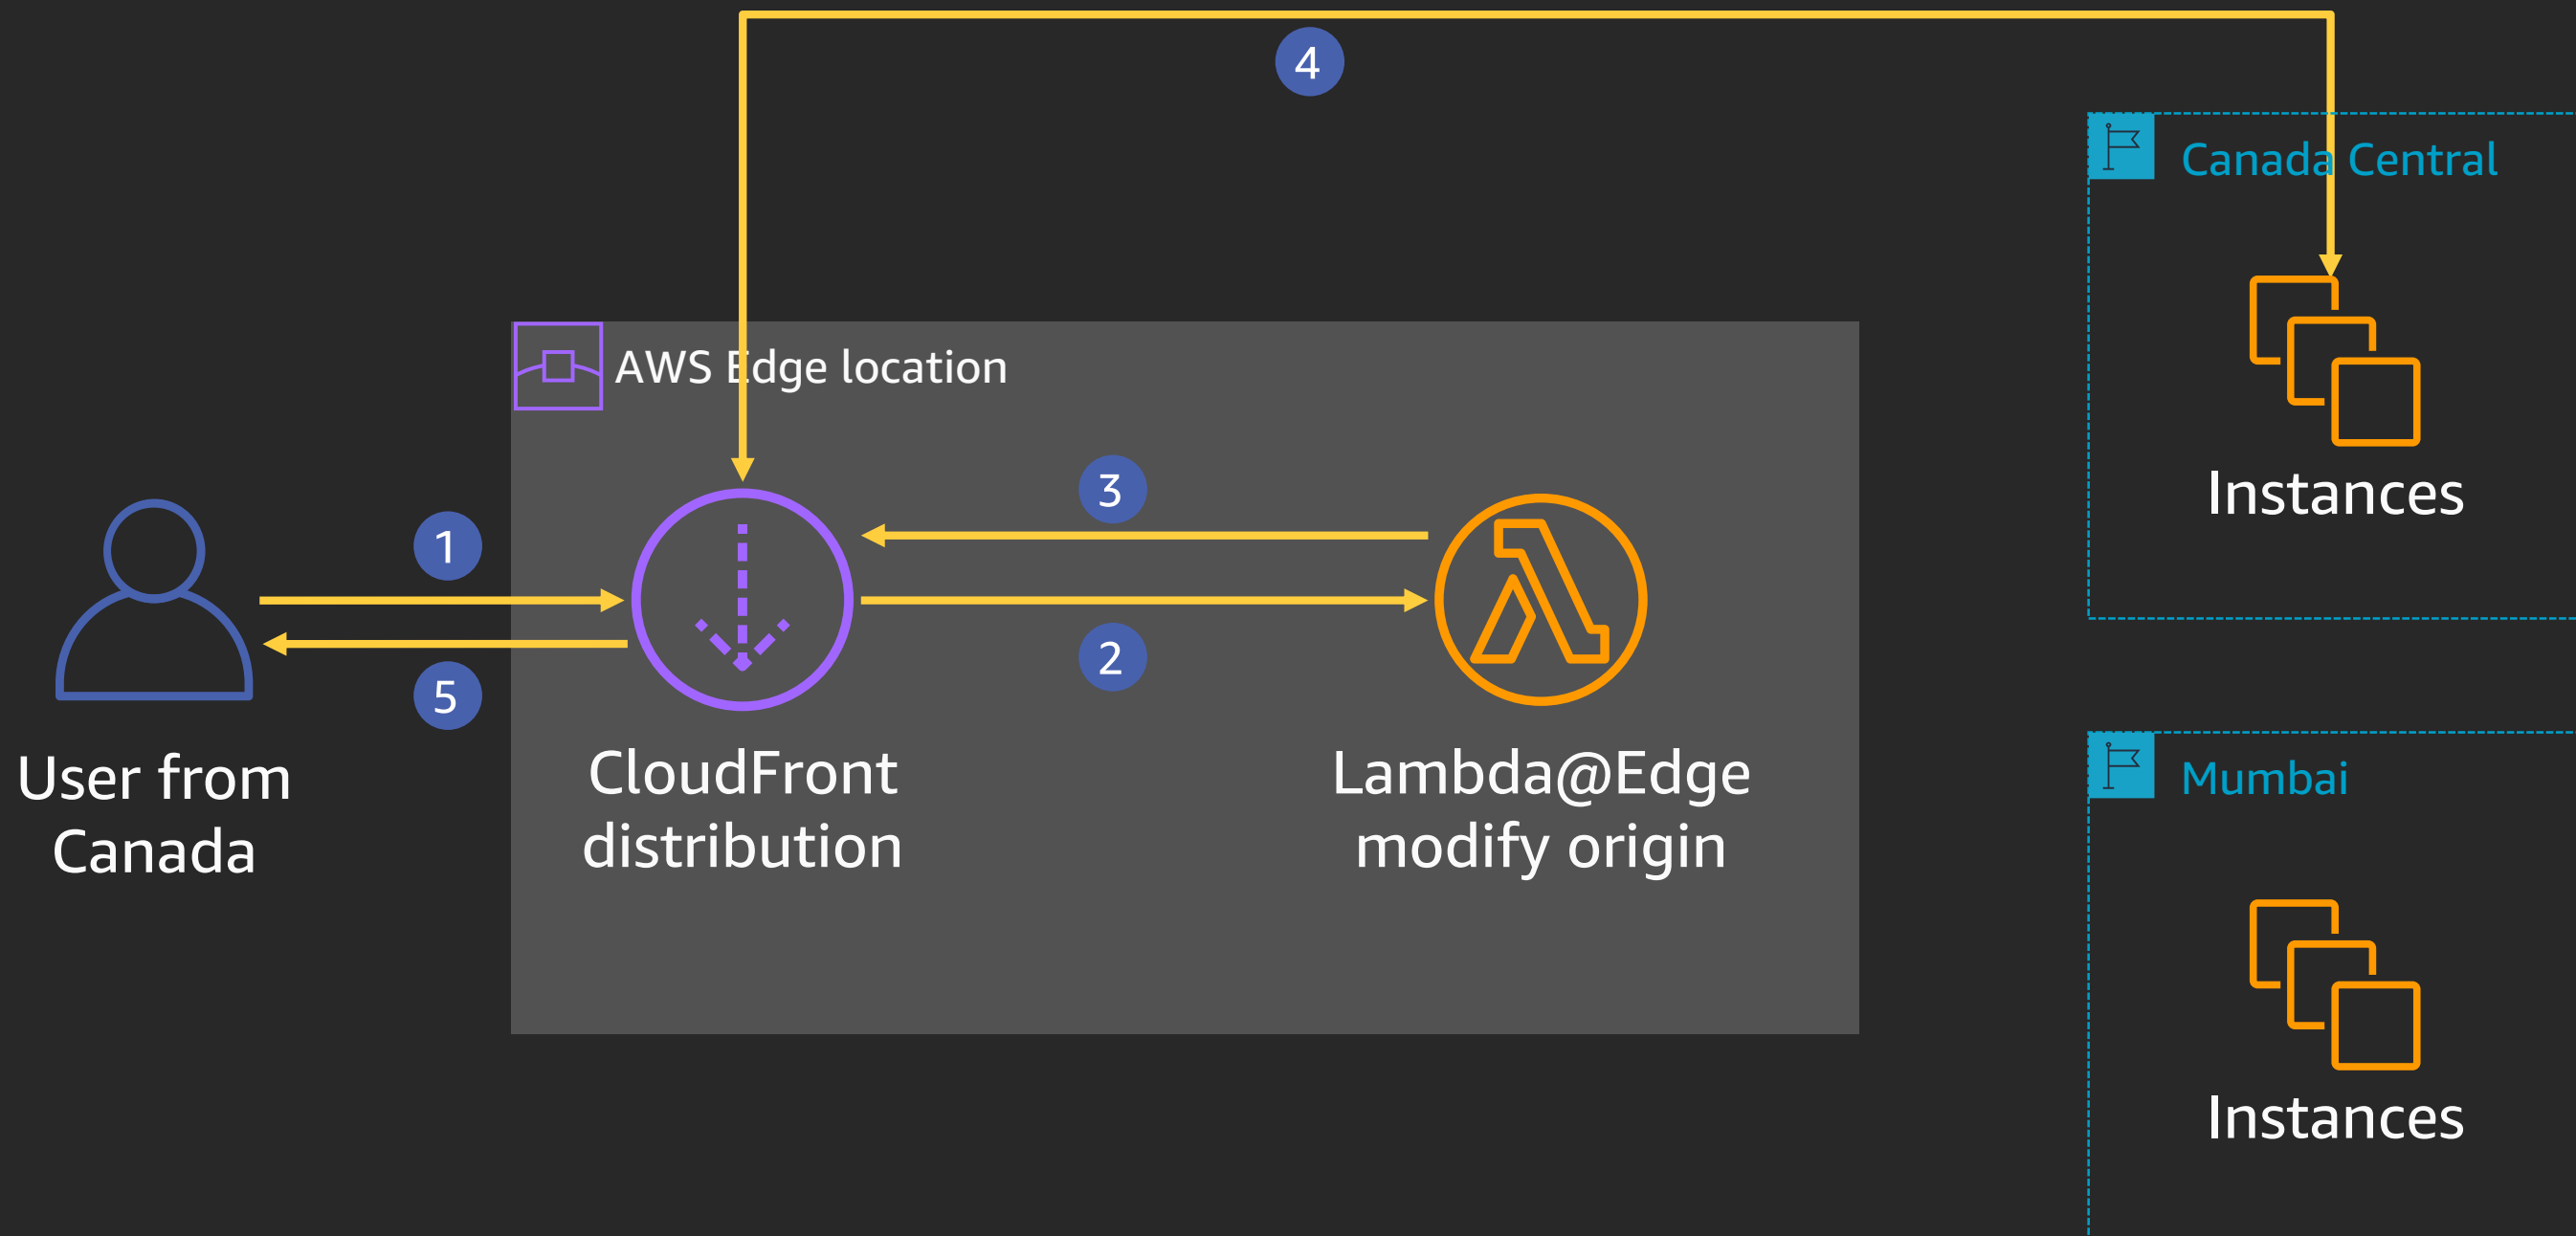 4
Canada Central
AWS Edge location
3
1
Instances
2
5
User from
Canada
CloudFront
distribution
Lambda@Edge
modify origin
Mumbai
Instances